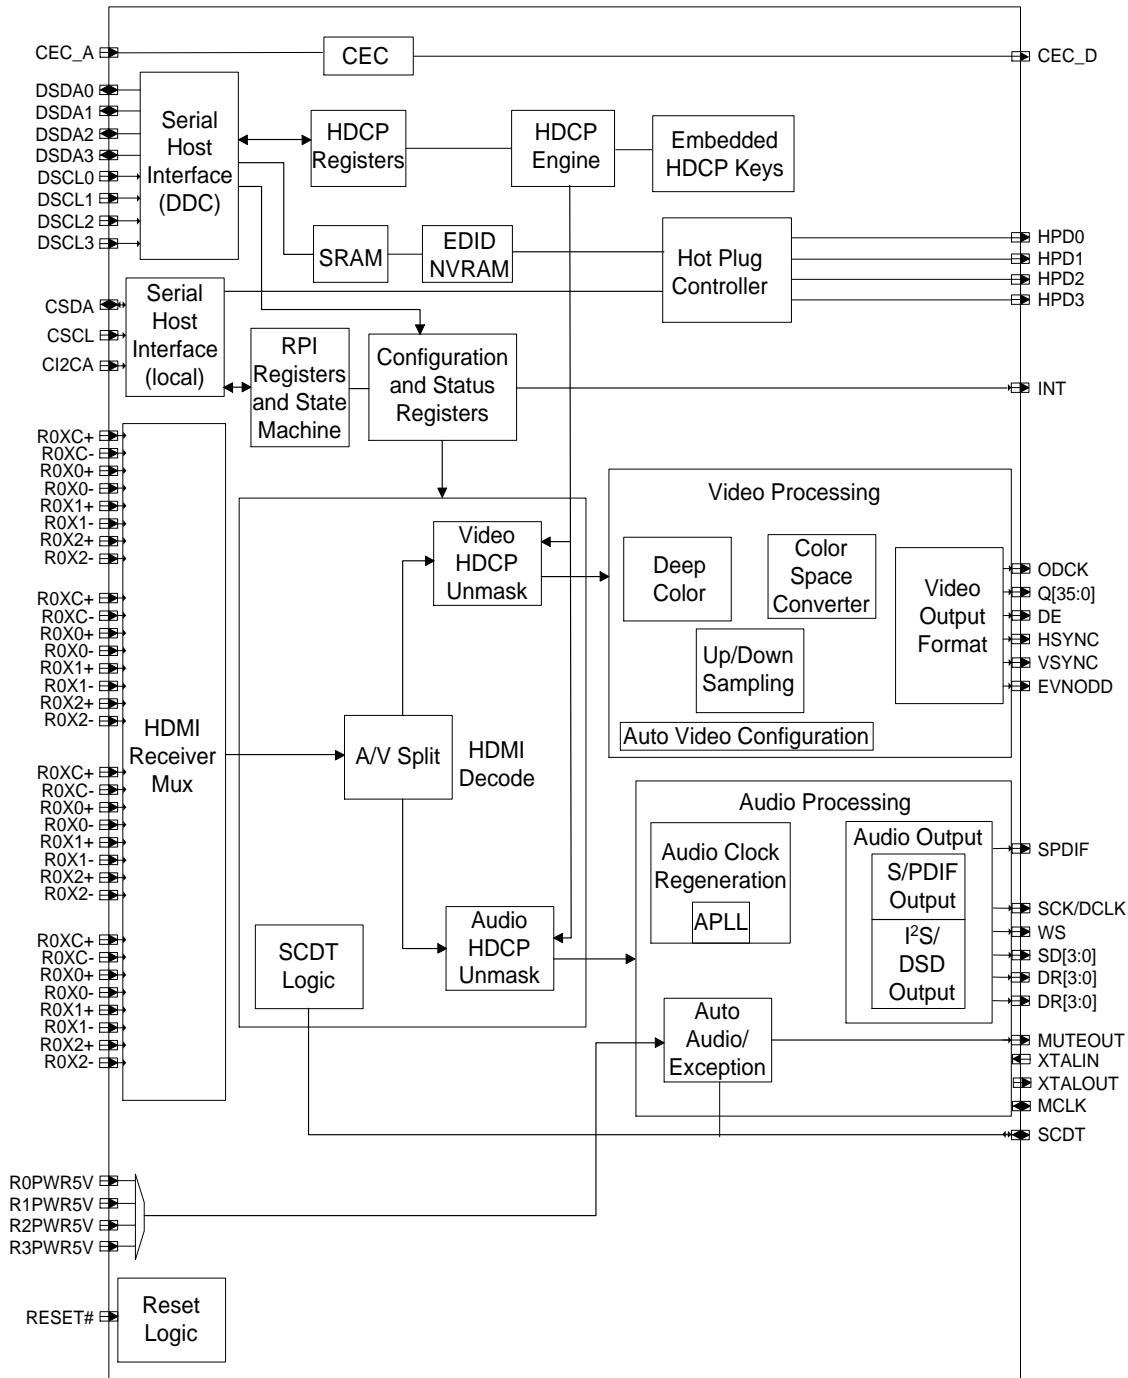 CEC_A
CEC
CEC_D
DSDA0
DSDA1
DSDA2
DSDA3
DSCL0
DSCL1
DSCL2
DSCL3
Serial
Host
Interface
(DDC)
HDCP
Registers
HDCP
Engine
Embedded
HDCP Keys
SRAM
EDID
NVRAM
Hot Plug
Controller
HPD0
HPD1
HPD2
HPD3
CSDA
CSCL
CI2CA
Serial
Host
Interface
(local)
RPI
Registers
and State
Machine
Configuration
and Status
Registers
INT
R0XC+
R0XC-
R0X0+
R0X0-
R0X1+
R0X1-
R0X2+
R0X2-
R0XC+
R0XC-
R0X0+
R0X0-
R0X1+
R0X1-
R0X2+
R0X2-
R0XC+
R0XC-
R0X0+
R0X0-
R0X1+
R0X1-
R0X2+
R0X2-
R0XC+
R0XC-
R0X0+
R0X0-
R0X1+
R0X1-
R0X2+
R0X2-
HDMI
Receiver
Mux
Video
HDCP
Unmask
A/V Split
HDMI
Decode
Audio
HDCP
Unmask
SCDT
Logic
Video Processing
Deep
Color
Color
Space
Converter
Up/Down
Sampling
Auto Video Configuration
Video
Output
Format
ODCK
Q[35:0]
DE
HSYNC
VSYNC
EVNODD
Audio Processing
Audio Clock
Regeneration
APLL
Audio Output
S/PDIF
Output
I²S/
DSD
Output
Auto
Audio/
Exception
SPDIF
SCK/DCLK
WS
SD[3:0]
DR[3:0]
DR[3:0]
MUTEOUT
XTALIN
XTALOUT
MCLK
SCDT
R0PWR5V
R1PWR5V
R2PWR5V
R3PWR5V
RESET#
Reset
Logic